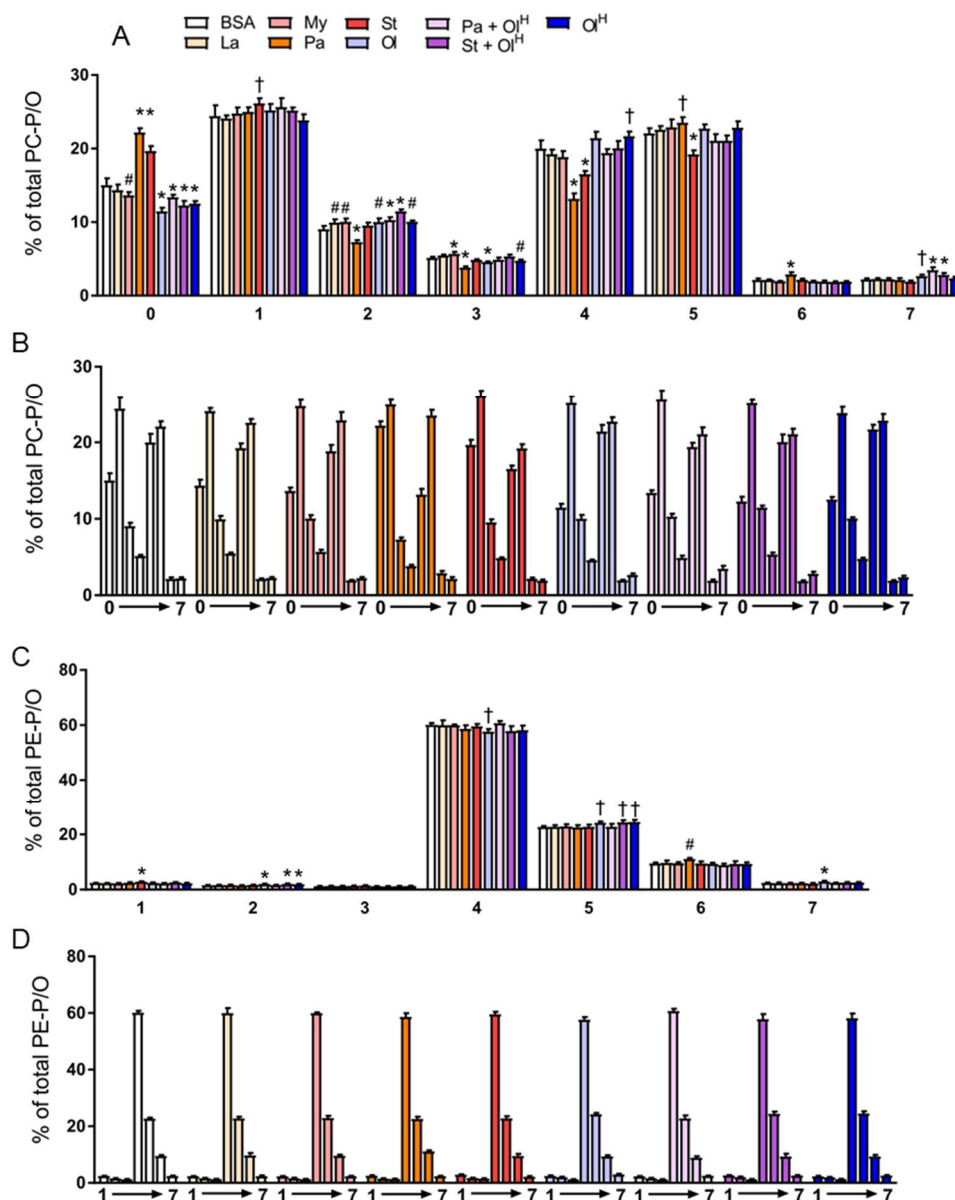 A
BSA My St Pa + Ol^H Ol^H
La Pa Ol St + Ol^H
% of total PC-P/O
30
20
10
0
# ** * * ** †
† 
## * # * * #
* * * #
* * †
† *
*
† **
0 1 2 3 4 5 6 7
B
% of total PC-P/O
30
20
10
0
0 → 7 0 → 7 0 → 7 0 → 7 0 → 7 0 → 7 0 → 7 0 → 7 0 → 7
C
% of total PE-P/O
80
60
40
20
0
* * ** † † †† # *
1 2 3 4 5 6 7
D
% of total PE-P/O
80
60
40
20
0
1 → 7 1 → 7 1 → 7 1 → 7 1 → 7 1 → 7 1 → 7 1 → 7 1 → 7